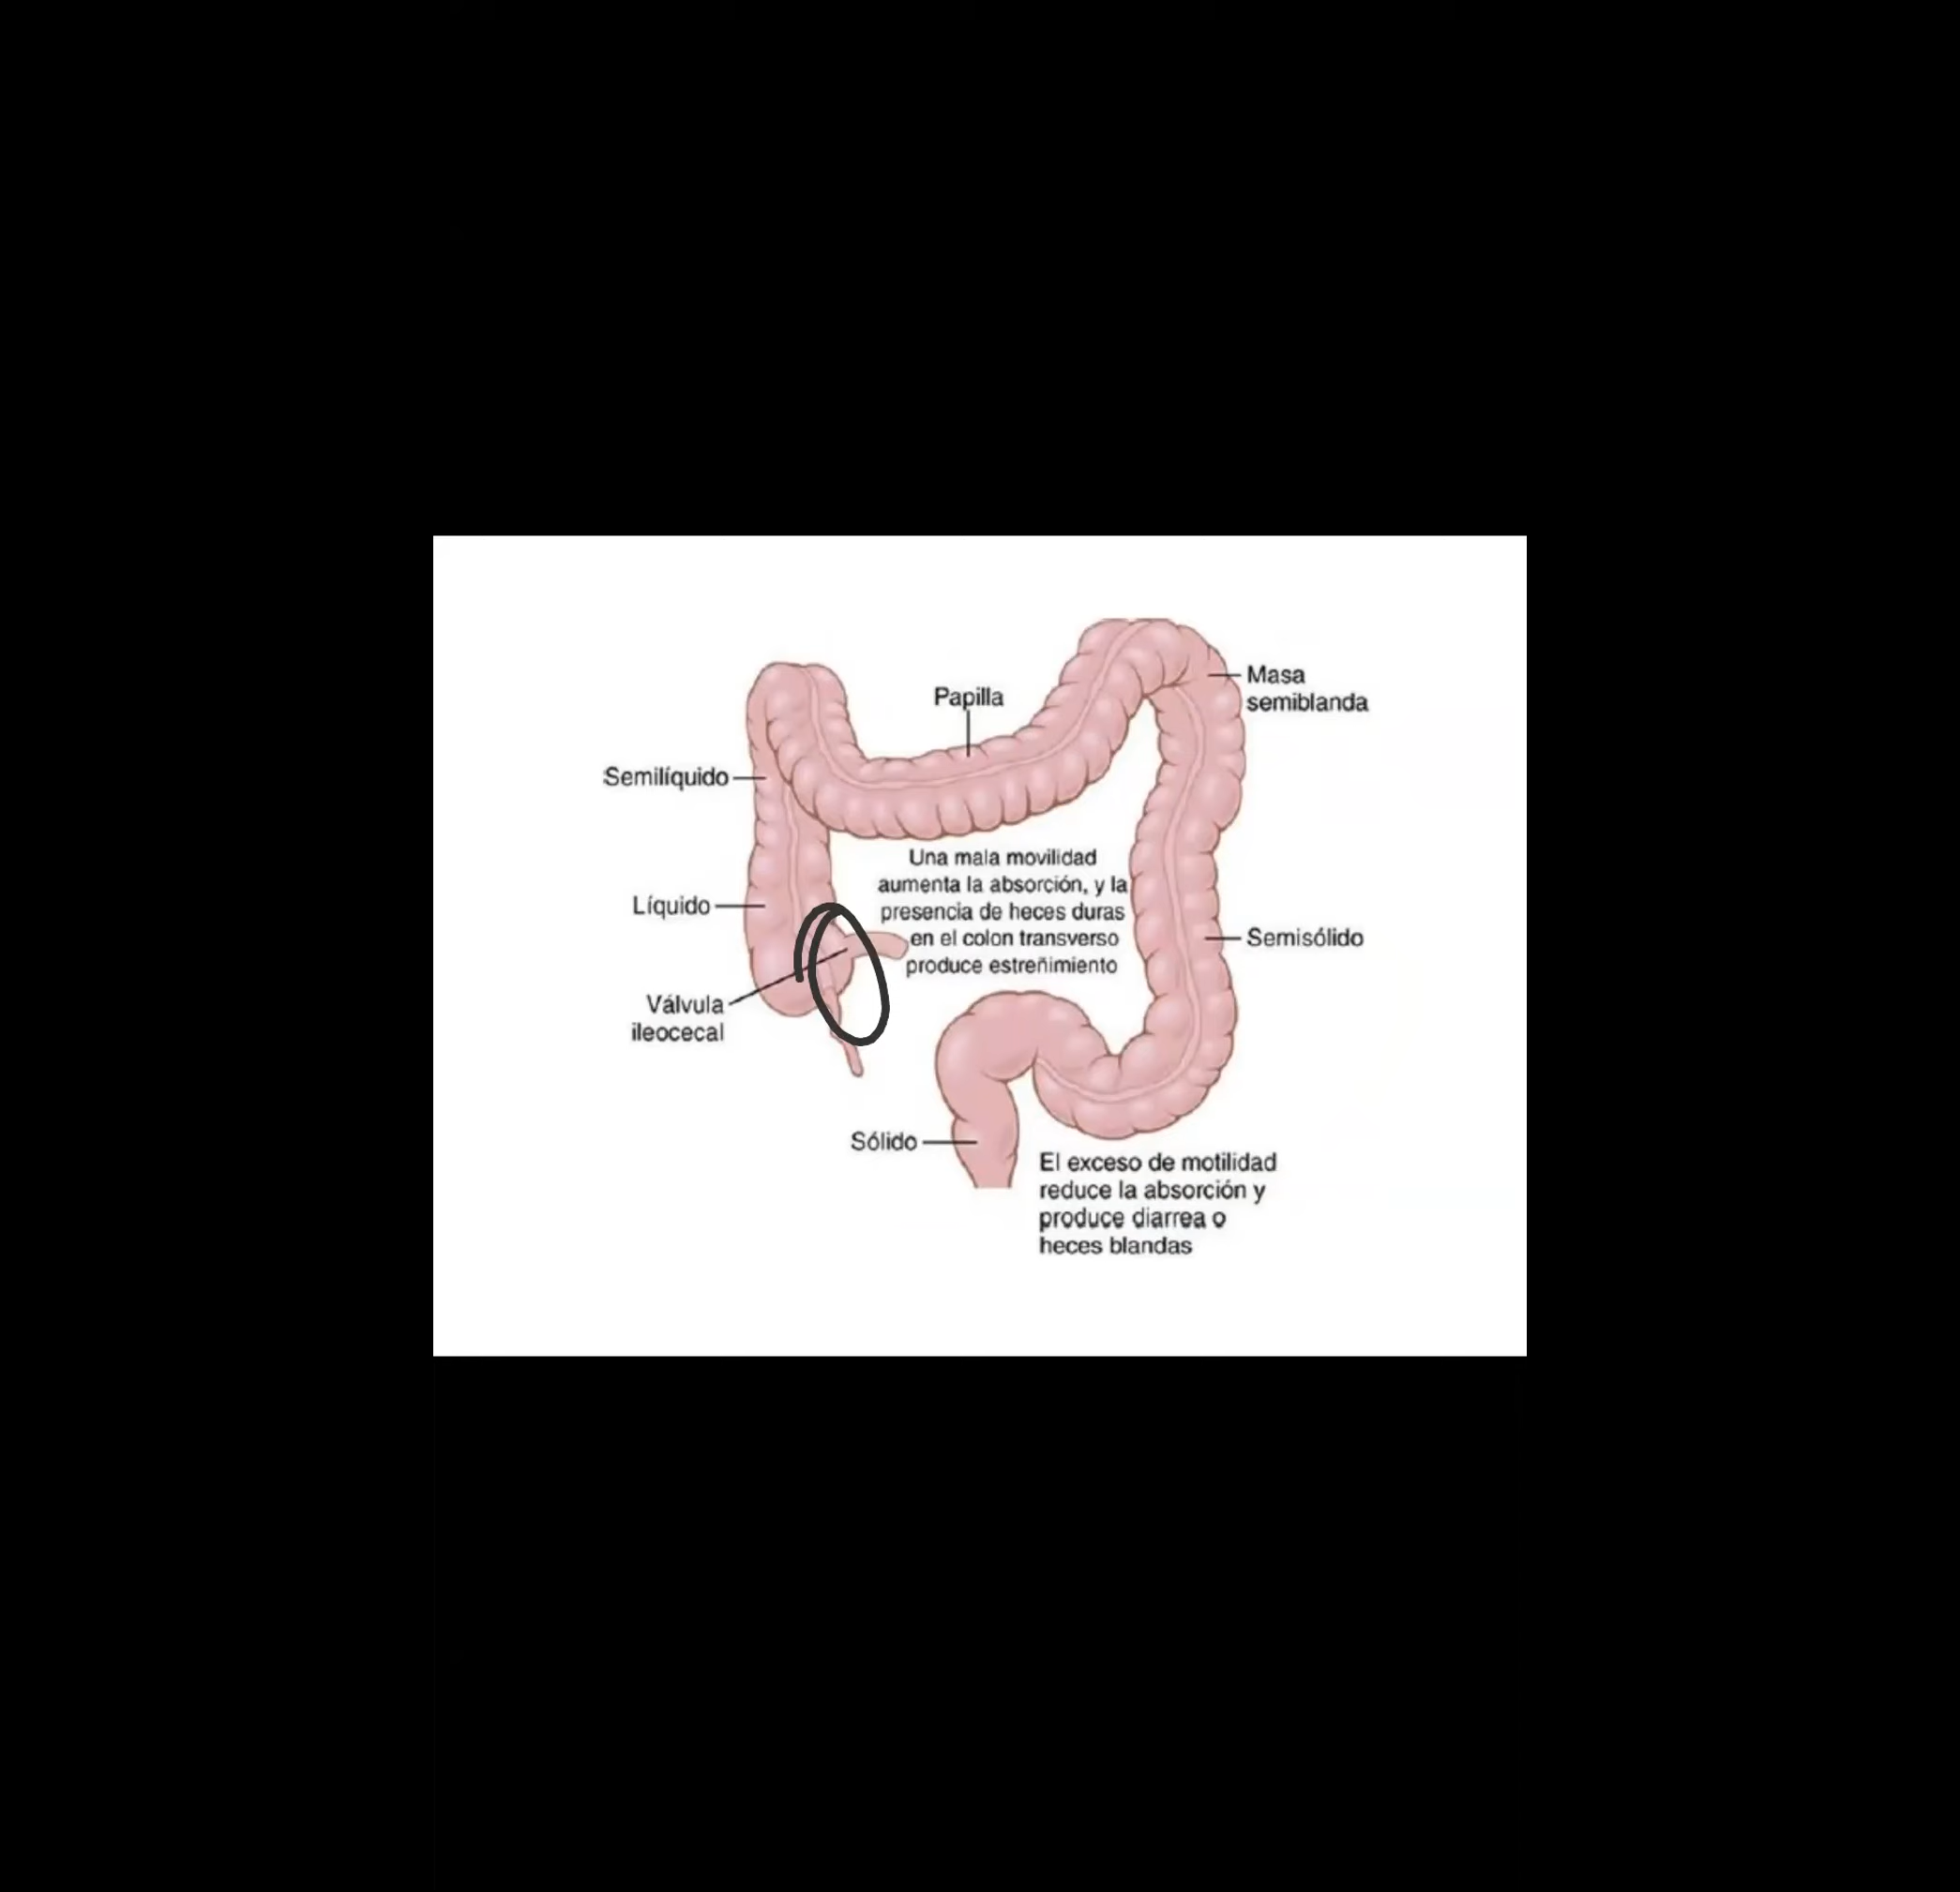 Papilla
Masa
semiblanda
Semilíquido
Una mala movilidad
aumenta la absorción, y la
presencia de heces duras
en el colon transverso
produce estreñimiento
Líquido
Semisólido
Válvula
ileocecal
Sólido
El exceso de motilidad
reduce la absorción y
produce diarrea o
heces blandas